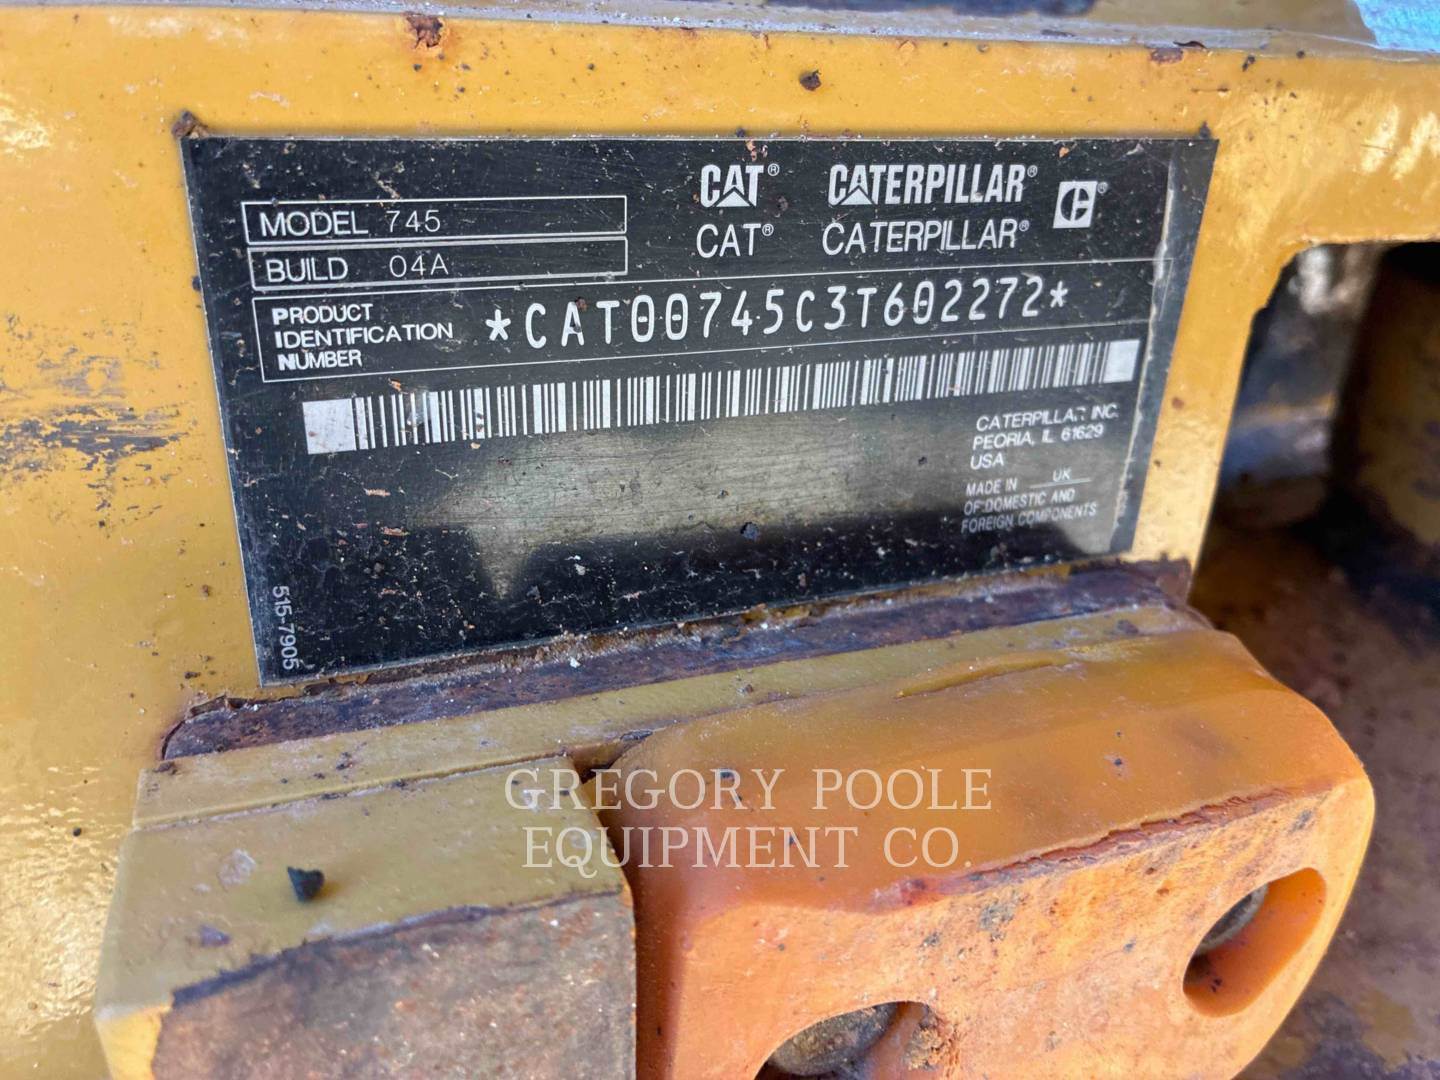 MODEL 745
BUILD 04A
CAT® CATERPILLAR®
CAT® CATERPILLAR® C®
PRODUCT
IDENTIFICATION
NUMBER
*CAT00745C3T602272*
CATERPILLAR INC.
PEORIA, IL 61629
USA
MADE IN UK
OF DOMESTIC AND
FOREIGN COMPONENTS
515-7905
GREGORY POOLE
EQUIPMENT CO.